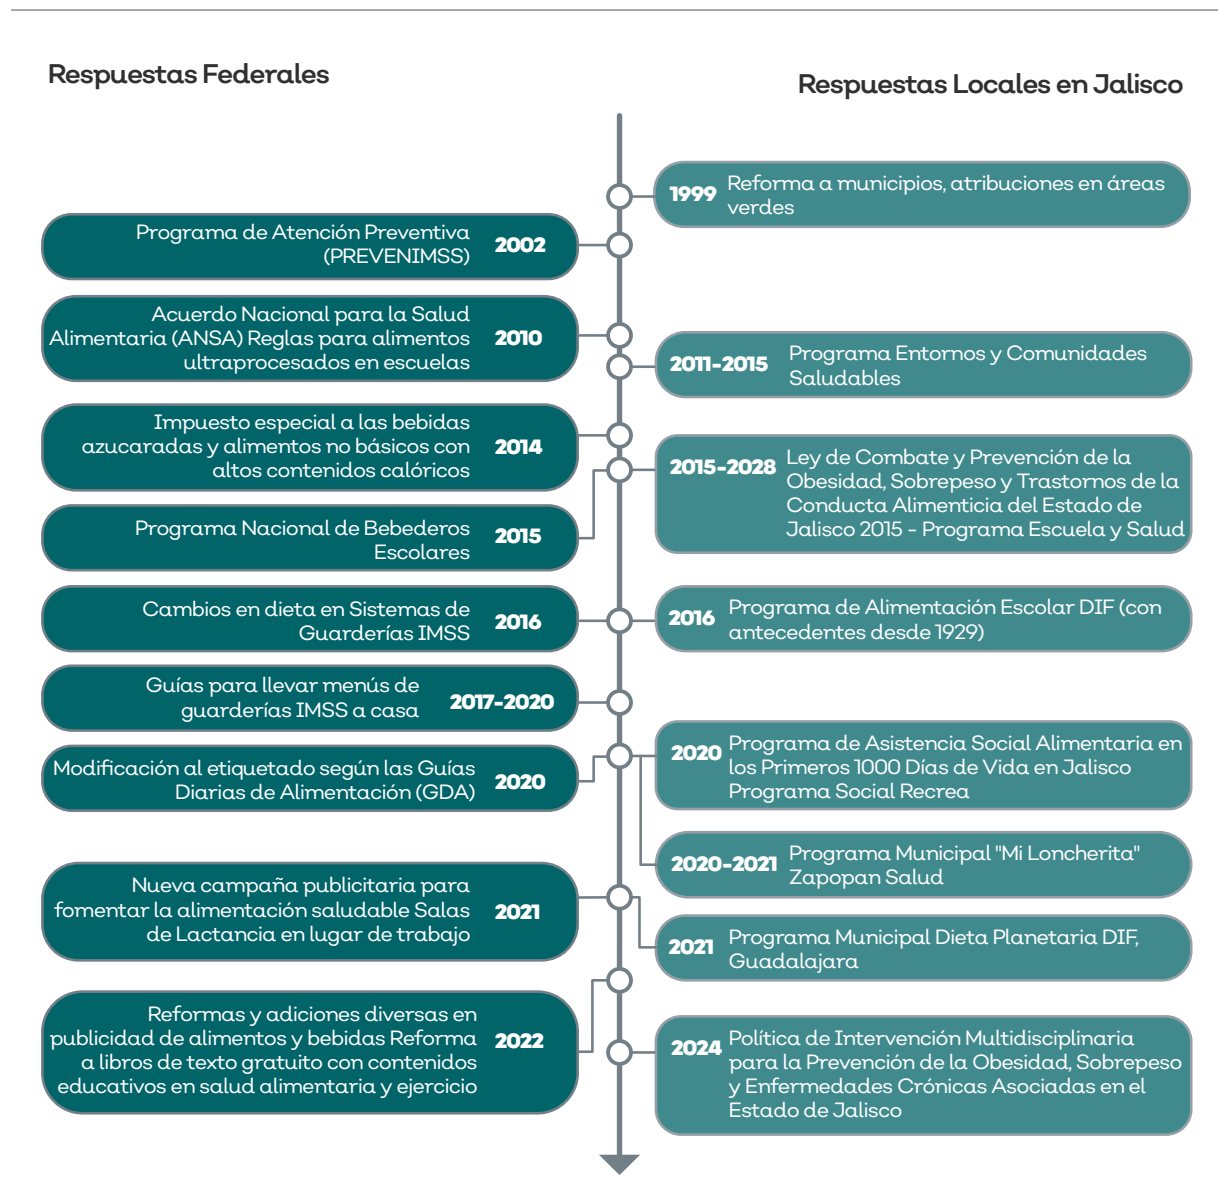 Respuestas Federales
Respuestas Locales en Jalisco
1999
Reforma a municipios, atribuciones en áreas
verdes
Programa de Atención Preventiva
(PREVENIMSS)
2002
Acuerdo Nacional para la Salud
Alimentaria (ANSA) Reglas para alimentos
ultraprocesados en escuelas
2010
2011-2015
Programa Entornos y Comunidades
Saludables
Impuesto especial a las bebidas
azucaradas y alimentos no básicos con
altos contenidos calóricos
2014
2015-2028
Ley de Combate y Prevención de la
Obesidad, Sobrepeso y Trastornos de la
Conducta Alimenticia del Estado de
Jalisco 2015 - Programa Escuela y Salud
Programa Nacional de Bebederos
Escolares
2015
Cambios en dieta en Sistemas de
Guarderías IMSS
2016
2016
Programa de Alimentación Escolar DIF (con
antecedentes desde 1929)
Guías para llevar menús de
guarderías IMSS a casa
2017-2020
Modificación al etiquetado según las Guías
Diarias de Alimentación (GDA)
2020
2020
Programa de Asistencia Social Alimentaria en
los Primeros 1000 Días de Vida en Jalisco
Programa Social Recrea
2020-2021
Programa Municipal "Mi Loncherita"
Zapopan Salud
Nueva campaña publicitaria para
fomentar la alimentación saludable Salas
de Lactancia en lugar de trabajo
2021
2021
Programa Municipal Dieta Planetaria DIF,
Guadalajara
Reformas y adiciones diversas en
publicidad de alimentos y bebidas Reforma
a libros de texto gratuito con contenidos
educativos en salud alimentaria y ejercicio
2022
2024
Política de Intervención Multidisciplinaria
para la Prevención de la Obesidad, Sobrepeso
y Enfermedades Crónicas Asociadas en el
Estado de Jalisco